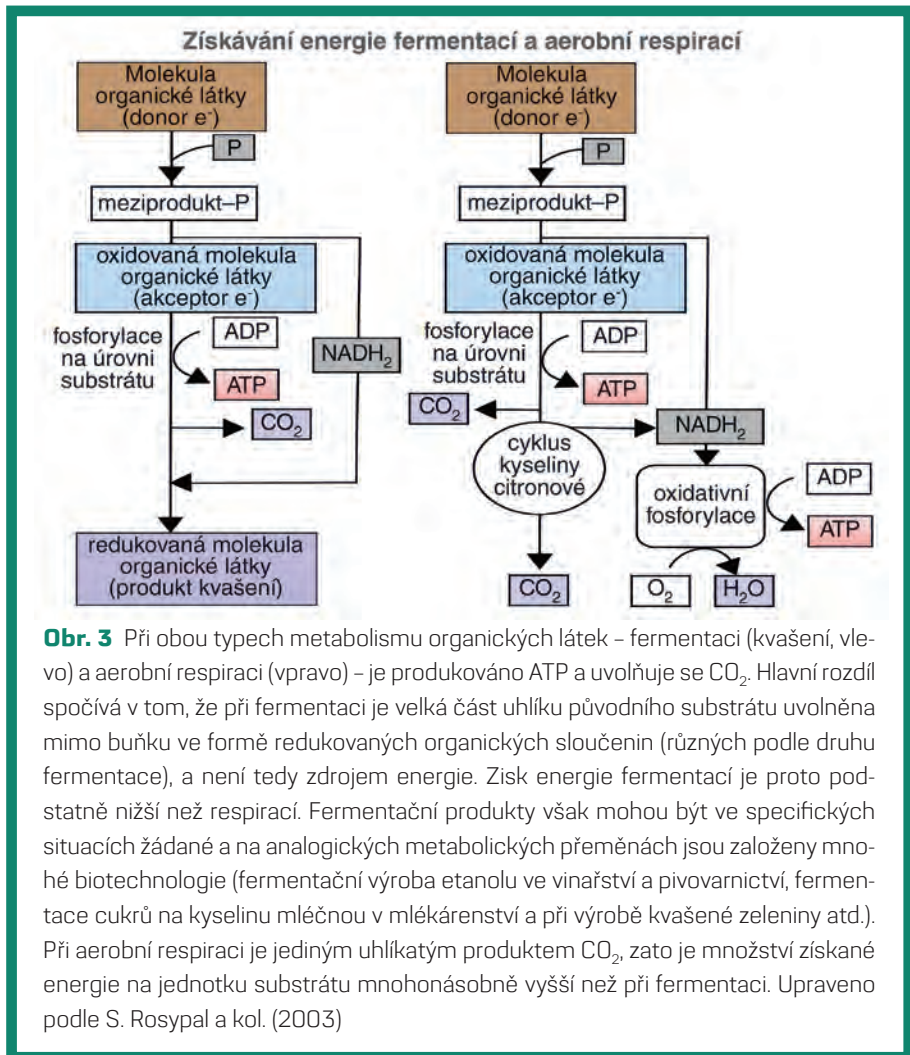 Získávání energie fermentací a aerobní respirací
Molekula
organické látky
(donor e-)
P
meziprodukt–P
oxidovaná molekula
organické látky
(akceptor e-)
fosforylace
na úrovni
substrátu
ADP
ATP
NADH₂
CO₂
redukovaná molekula
organické látky
(produkt kvašení)
Molekula
organické látky
(donor e-)
P
meziprodukt–P
oxidovaná molekula
organické látky
(akceptor e-)
fosforylace
na úrovni
substrátu
ADP
ATP
CO₂
cyklus
kyseliny
citronové
NADH₂
oxidativní
fosforylace
ADP
ATP
CO₂
O₂
H₂O
Obr. 3 Při obou typech metabolismu organických látek – fermentaci (kvašení, vle-
vo) a aerobní respiraci (vpravo) – je produkováno ATP a uvolňuje se CO₂. Hlavní rozdíl
spočívá v tom, že při fermentaci je velká část uhlíku původního substrátu uvolněna
mimo buňku ve formě redukovaných organických sloučenin (různých podle druhu
fermentace), a není tedy zdrojem energie. Zisk energie fermentací je proto pod-
statně nižší než respirací. Fermentační produkty však mohou být ve specifických
situacích žádané a na analogických metabolických přeměnách jsou založeny mno-
hé biotechnologie (fermentační výroba etanolu ve vinařství a pivovarnictví, fermen-
tace cukrů na kyselinu mléčnou v mlékárenství a při výrobě kvašené zeleniny atd.).
Při aerobní respiraci je jediným uhlíkatým produktem CO₂, zato je množství získané
energie na jednotku substrátu mnohonásobně vyšší než při fermentaci. Upraveno
podle S. Rosypal a kol. (2003)